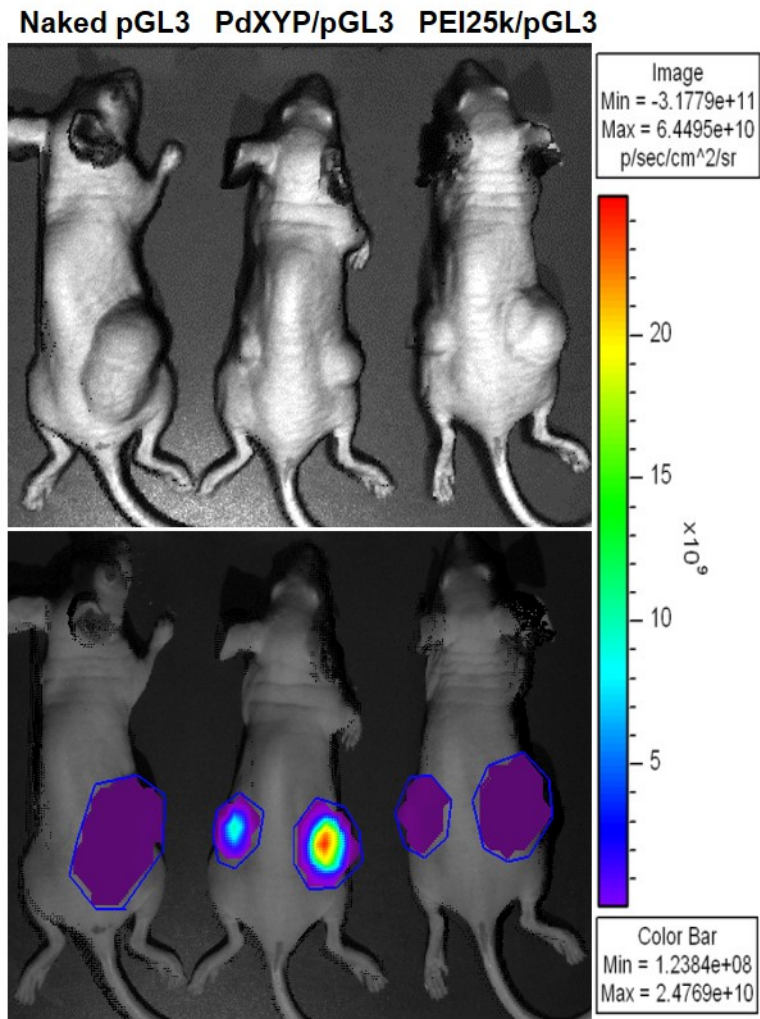 Naked pGL3 PdXYP/pGL3 PEI25k/pGL3
Image
Min = -3.1779e+11
Max = 6.4495e+10
p/sec/cm^2/sr
20
15
×10⁹
10
5
Color Bar
Min = 1.2384e+08
Max = 2.4769e+10